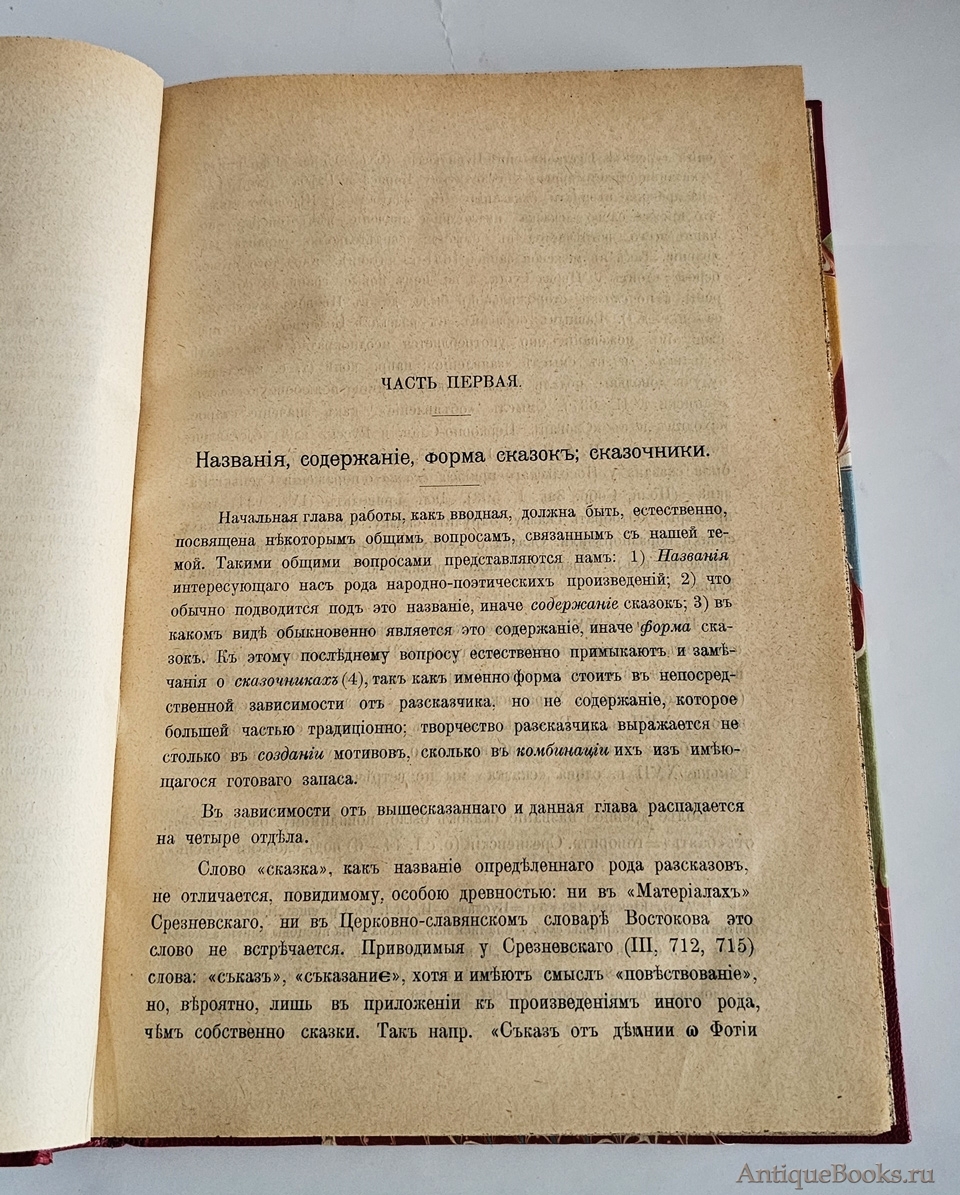 ЧАСТЬ ПЕРВАЯ.
Названія, содержаніе, форма сказокъ; сказочники.
Начальная глава работы, какъ вводная, должна быть, естественно,
посвящена нѣкоторымъ общимъ вопросамъ, связаннымъ съ нашей те-
мой. Такими общими вопросами представляются намъ: 1) Названія
интересующаго насъ рода народно-поэтическихъ произведеній; 2) что
обычно подводится подъ это названіе, иначе содержаніе сказокъ; 3) въ
какомъ видѣ обыкновенно является это содержаніе, иначе форма ска-
зокъ. Къ этому послѣднему вопросу естественно примыкаютъ и замѣ-
чанія о сказочникахъ (4), такъ какъ именно форма стоитъ въ непосред-
ственной зависимости отъ разсказчика, но не содержаніе, которое
большей частью традиціонно; творчество разсказчика выражается не
столько въ созданіи мотивовъ, сколько въ комбинаціи ихъ изъ имѣю-
щагося готоваго запаса.
Въ зависимости отъ вышесказаннаго и данная глава распадается
на четыре отдѣла.
Слово «сказка», какъ названіе опредѣленнаго рода разсказовъ,
не отличается, повидимому, особою древностью: ни въ «Матеріалахъ»
Срезневскаго, ни въ Церковно-славянскомъ словарѣ Востокова это
слово не встрѣчается. Приводимыя у Срезневскаго (III, 712, 715)
слова: «съказъ», «съказаниѥ», хотя и имѣютъ смыслъ «повѣствованіе»,
но, вѣроятно, лишь въ приложеніи къ произведеніямъ иного рода,
чѣмъ собственно сказки. Такъ напр. «Съказъ отъ дѣꙗнии ѡ Фотіи
AntiqueBooks.ru